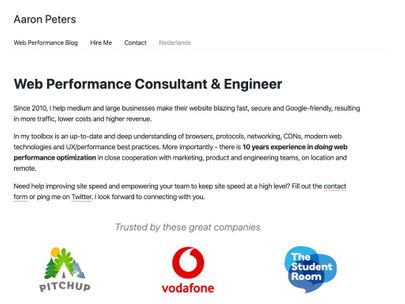 Aaron Peters
Web Performance Blog Hire Me Contact Nederlands
Web Performance Consultant & Engineer
Since 2010, I help medium and large businesses make their website blazing fast, secure and Google-friendly, resulting
in more traffic, lower costs and higher revenue.
In my toolbox is an up-to-date and deep understanding of browsers, protocols, networking, CDNs, modern web
technologies and UX/performance best practices. More importantly - there is 10 years experience in doing web
performance optimization in close cooperation with marketing, product and engineering teams, on location and
remote.
Need help improving site speed and empowering your team to keep site speed at a high level? Fill out the contact
form or ping me on Twitter. I look forward to connecting with you.
Trusted by these great companies
PITCHUP
vodafone
The
Student
Room